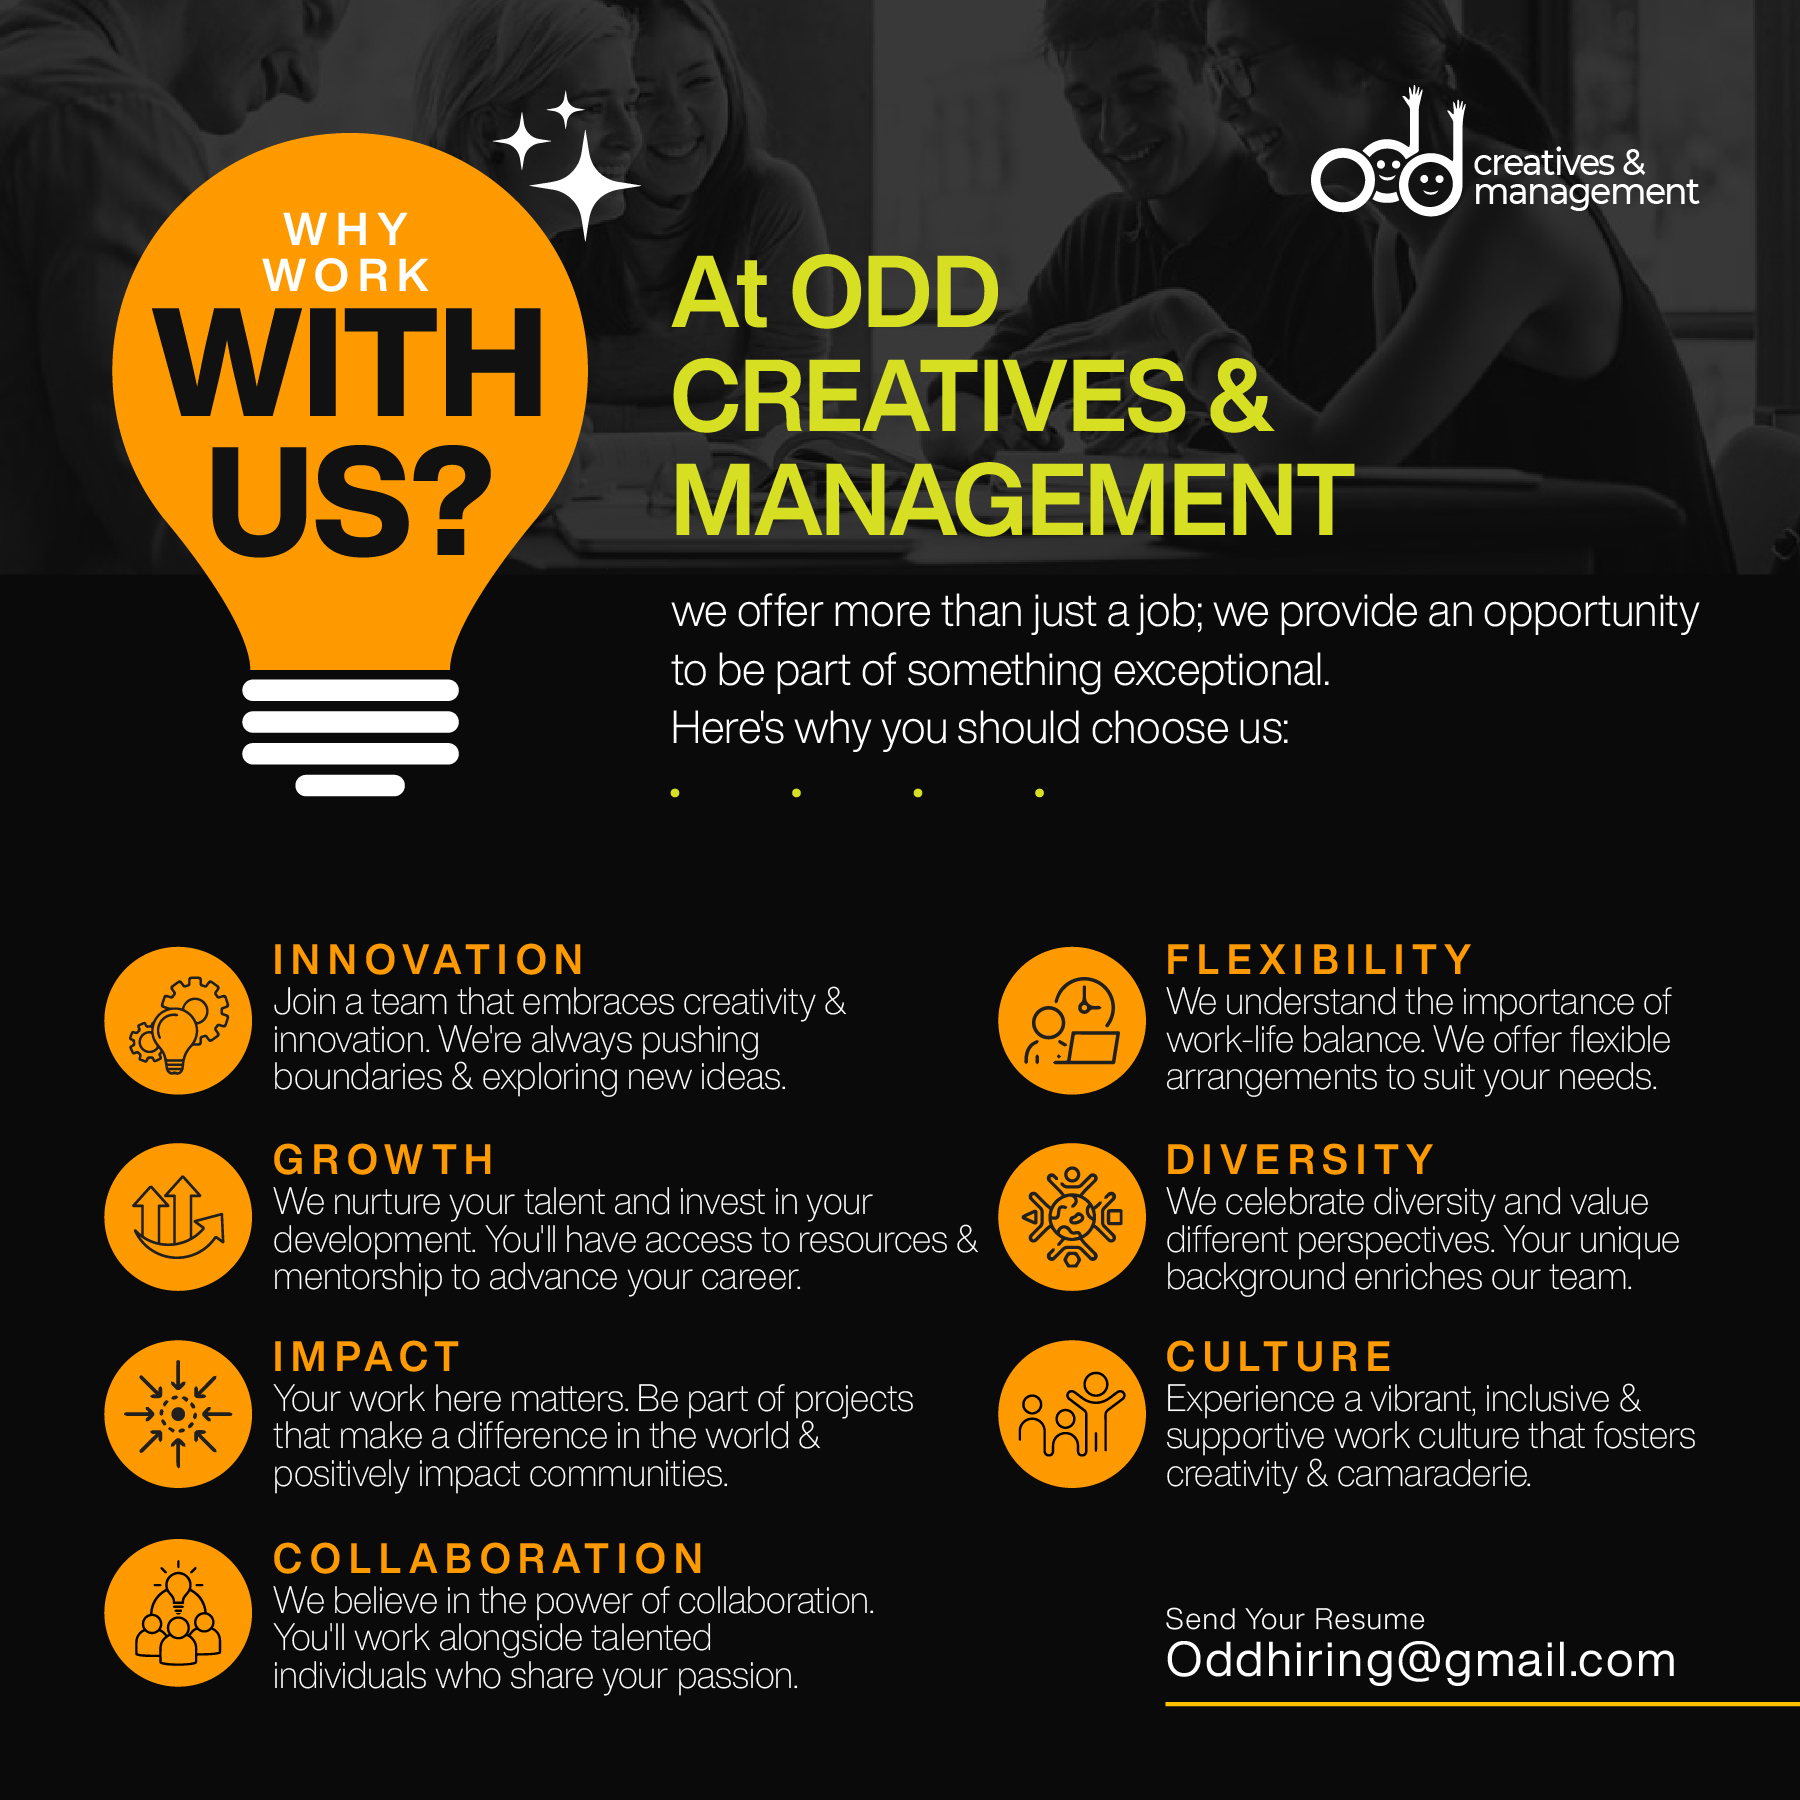 WHY
WORK
WITH
US?
odd creatives &
management
At ODD
CREATIVES &
MANAGEMENT
we offer more than just a job; we provide an opportunity
to be part of something exceptional.
Here's why you should choose us:
INNOVATION
Join a team that embraces creativity &
innovation. We're always pushing
boundaries & exploring new ideas.
GROWTH
We nurture your talent and invest in your
development. You'll have access to resources &
mentorship to advance your career.
IMPACT
Your work here matters. Be part of projects
that make a difference in the world &
positively impact communities.
COLLABORATION
We believe in the power of collaboration.
You'll work alongside talented
individuals who share your passion.
FLEXIBILITY
We understand the importance of
work-life balance. We offer flexible
arrangements to suit your needs.
DIVERSITY
We celebrate diversity and value
different perspectives. Your unique
background enriches our team.
CULTURE
Experience a vibrant, inclusive &
supportive work culture that fosters
creativity & camaraderie.
Send Your Resume
Oddhiring@gmail.com